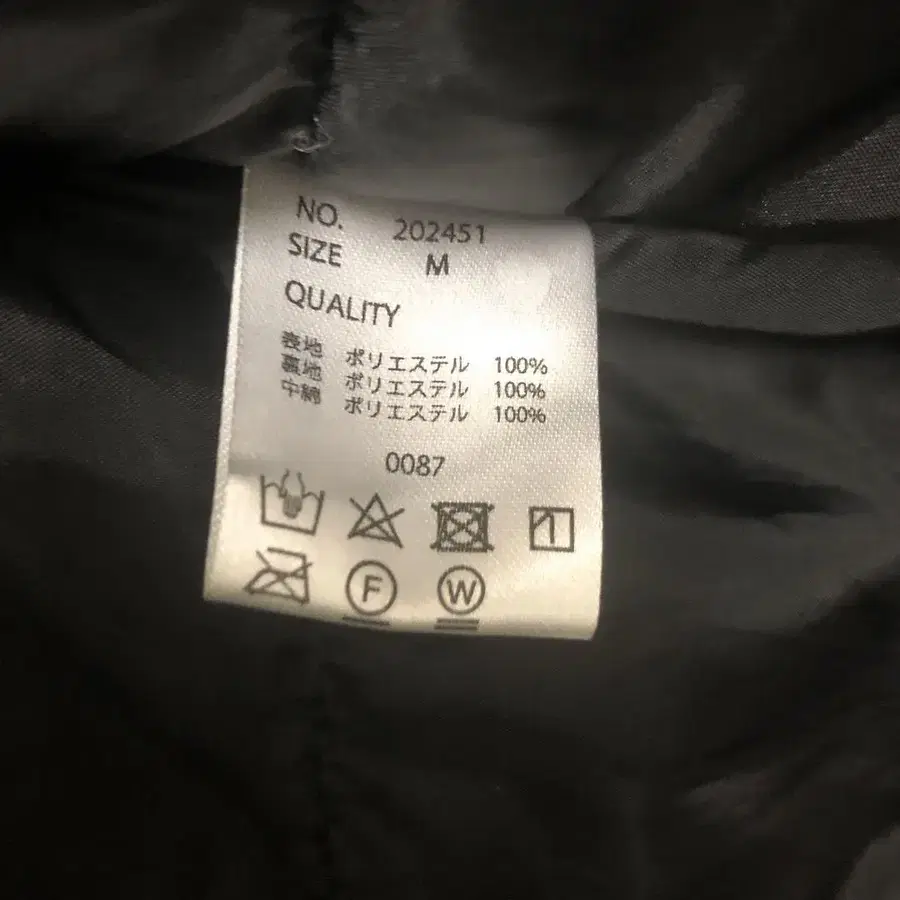 NO. 202451
SIZE M
QUALITY
表地 ポリエステル 100%
裏地 ポリエステル 100%
中綿 ポリエステル 100%
0087
F W